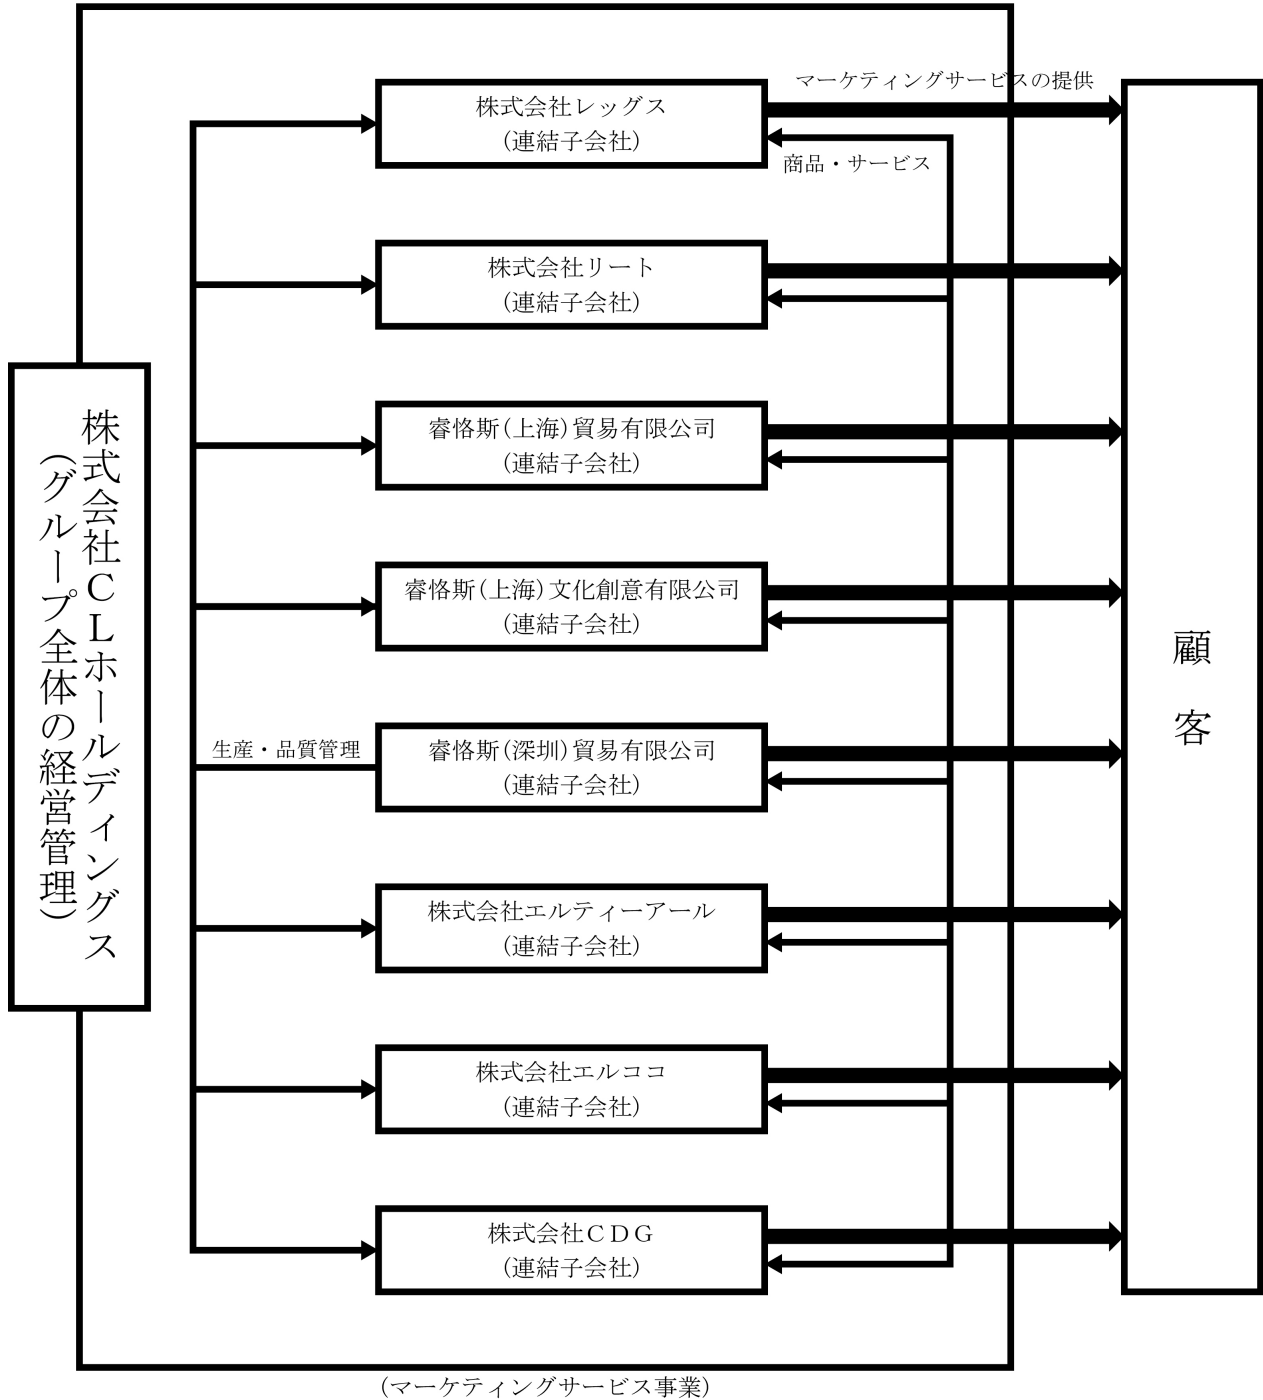 マーケティングサービスの提供
株式会社レッグス
(連結子会社)
商品・サービス
株式会社リート
(連結子会社)
睿恪斯(上海)貿易有限公司
(連結子会社)
株式会社CLホールディングス
(グループ全体の経営管理)
睿恪斯(上海)文化創意有限公司
(連結子会社)
顧客
生産・品質管理
睿恪斯(深圳)貿易有限公司
(連結子会社)
株式会社エルティーアール
(連結子会社)
株式会社エルココ
(連結子会社)
株式会社CDG
(連結子会社)
(マーケティングサービス事業)